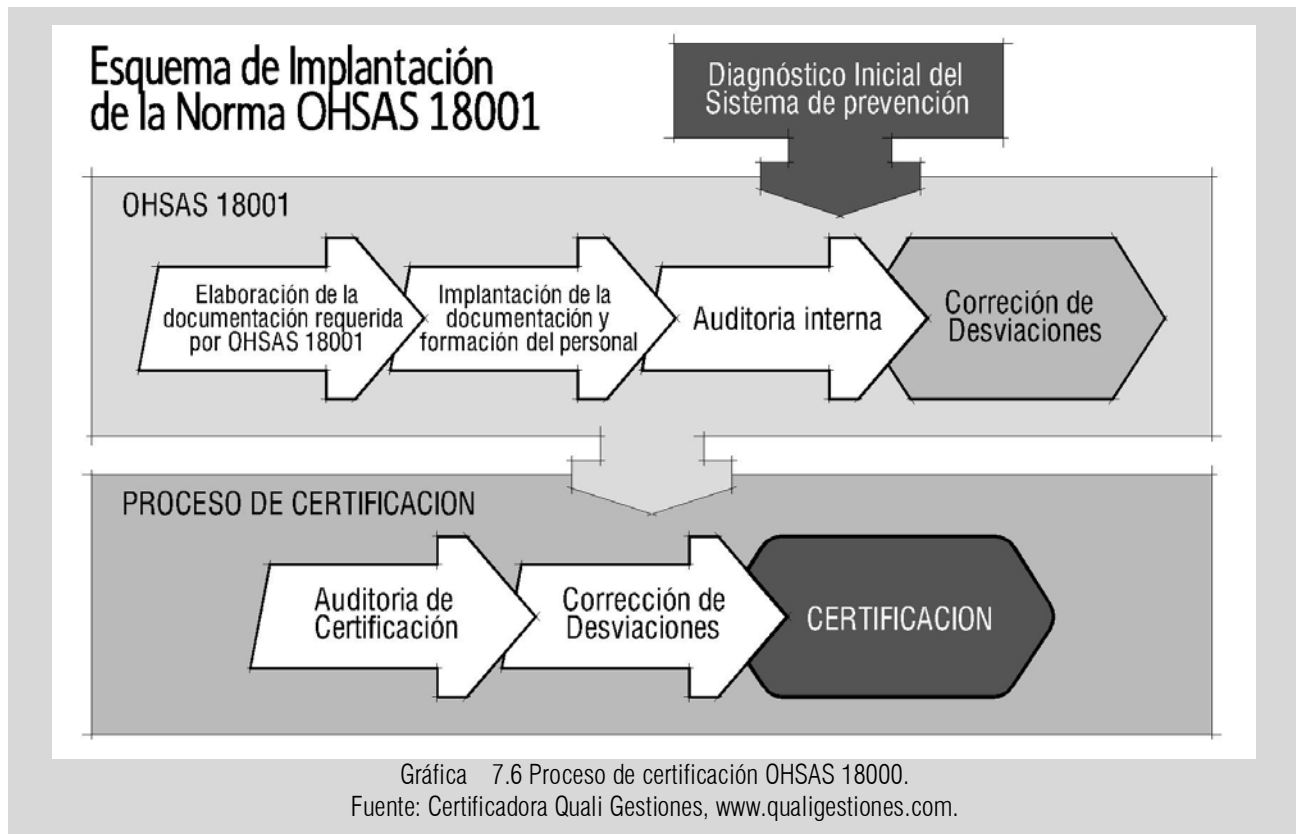 Esquema de Implantación
de la Norma OHSAS 18001
Diagnóstico Inicial del
Sistema de prevención
OHSAS 18001
Elaboración de la
documentación requerida
por OHSAS 18001
Implantación de la
documentación y
formación del personal
Auditoria interna
Correción de
Desviaciones
PROCESO DE CERTIFICACION
Auditoria de
Certificación
Corrección de
Desviaciones
CERTIFICACION
Gráfica 7.6 Proceso de certificación OHSAS 18000.
Fuente: Certificadora Quali Gestiones, www.qualigestiones.com.